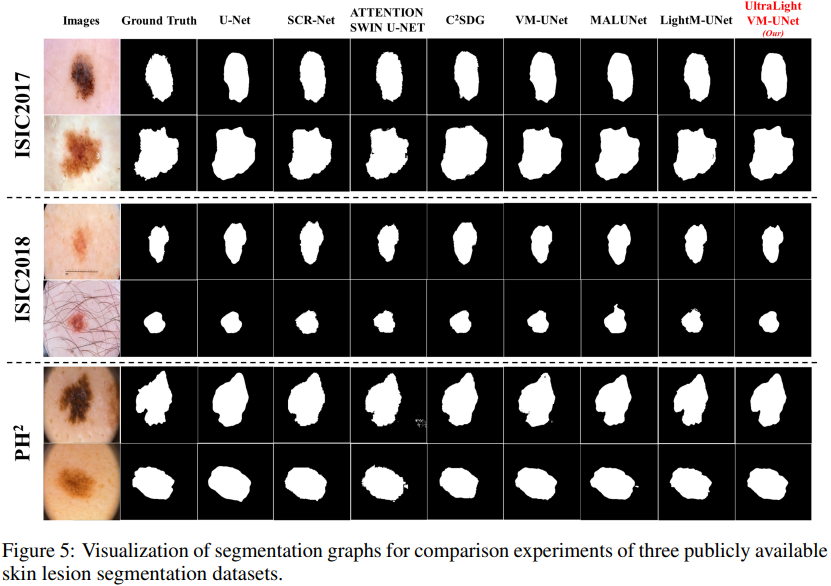 Images Ground Truth U-Net SCR-Net ATTENTION SWIN U-NET C²SDG VM-UNet MALUNet LightM-UNet UltraLight VM-UNet (Our)
ISIC2017
ISIC2018
PH²
Figure 5: Visualization of segmentation graphs for comparison experiments of three publicly available
skin lesion segmentation datasets.